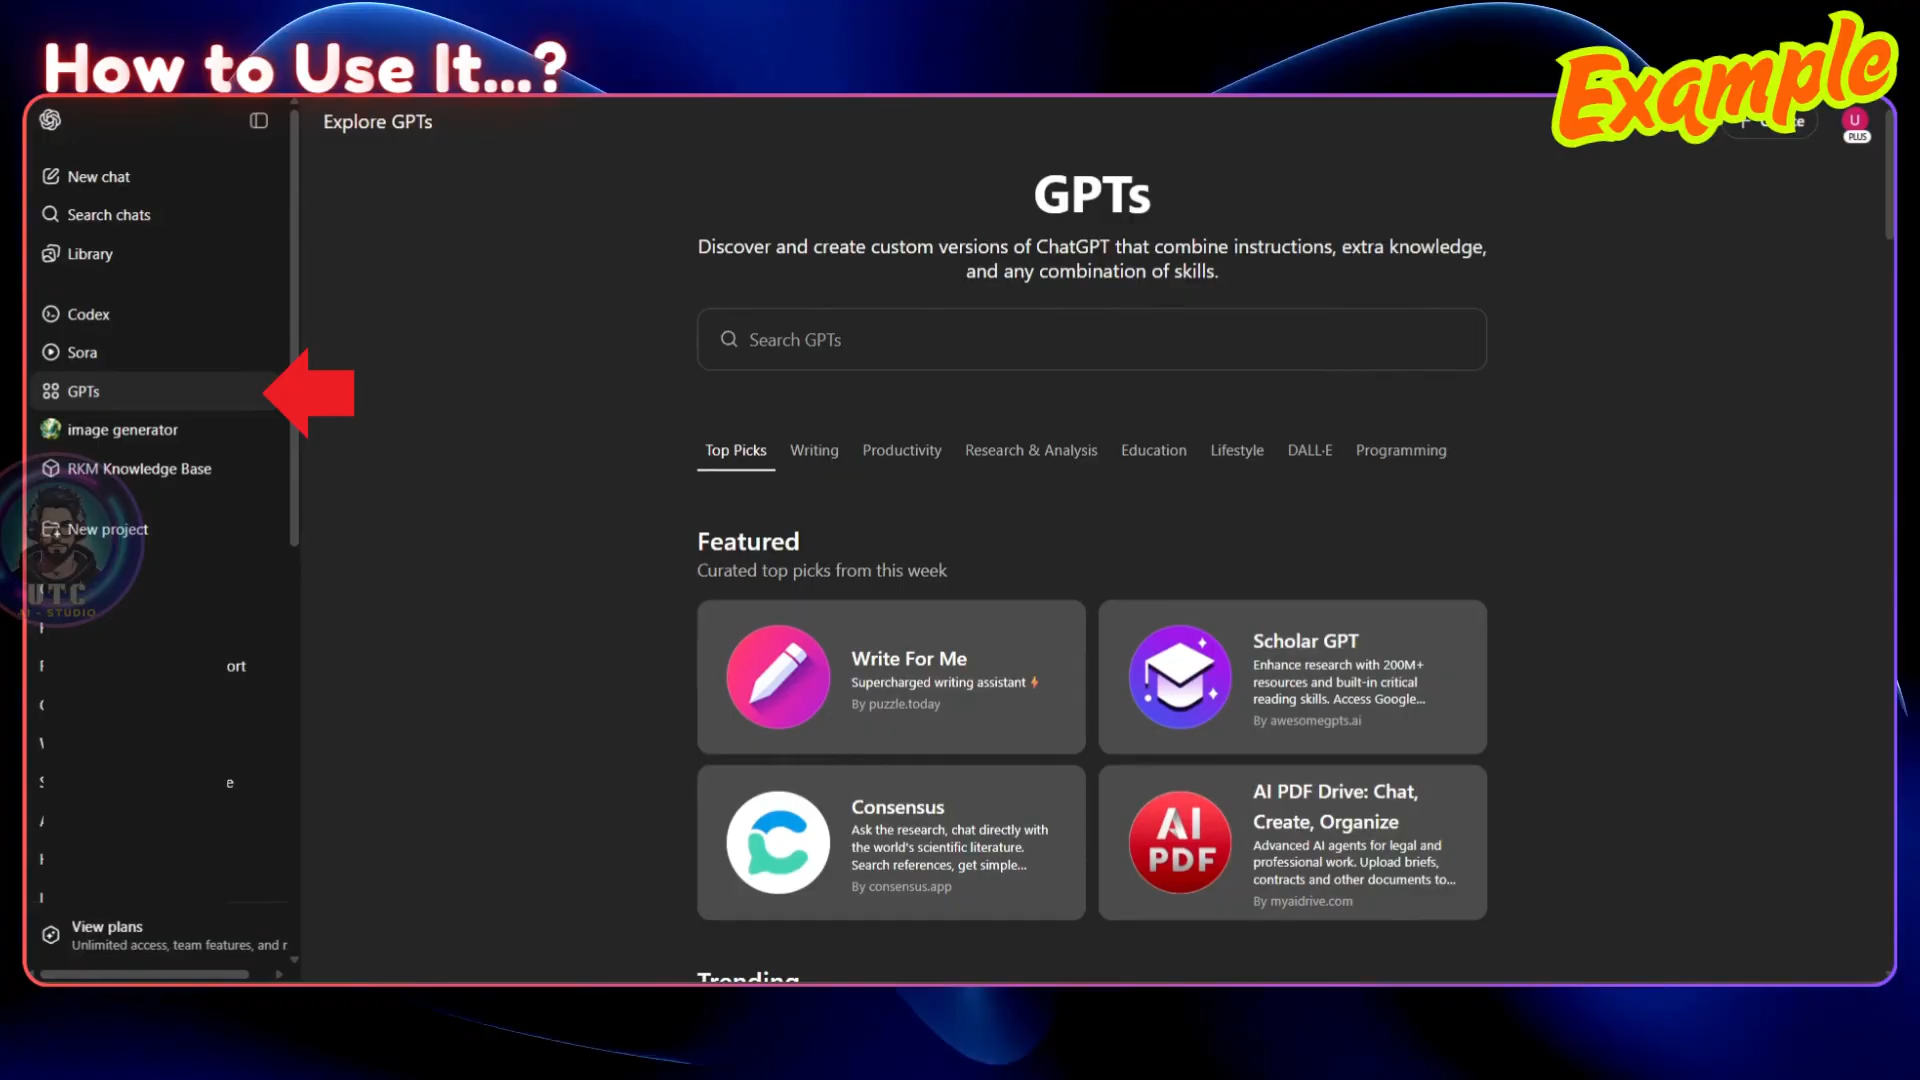 How to Use It...?
Example
Explore GPTs
U
PLUS
New chat
Search chats
Library
Codex
Sora
GPTs
image generator
RKM Knowledge Base
New project
UTC
AI - STUDIO
ort
e
View plans
Unlimited access, team features, and r
GPTs
Discover and create custom versions of ChatGPT that combine instructions, extra knowledge,
and any combination of skills.
Search GPTs
Top Picks Writing Productivity Research & Analysis Education Lifestyle DALL·E Programming
Featured
Curated top picks from this week
Write For Me
Supercharged writing assistant
By puzzle.today
Scholar GPT
Enhance research with 200M+
resources and built-in critical
reading skills. Access Google...
By awesomegpts.ai
Consensus
Ask the research, chat directly with
the world's scientific literature.
Search references, get simple...
By consensus.app
AI
PDF
AI PDF Drive: Chat,
Create, Organize
Advanced AI agents for legal and
professional work. Upload briefs,
contracts and other documents to...
By myaidrive.com
Trending